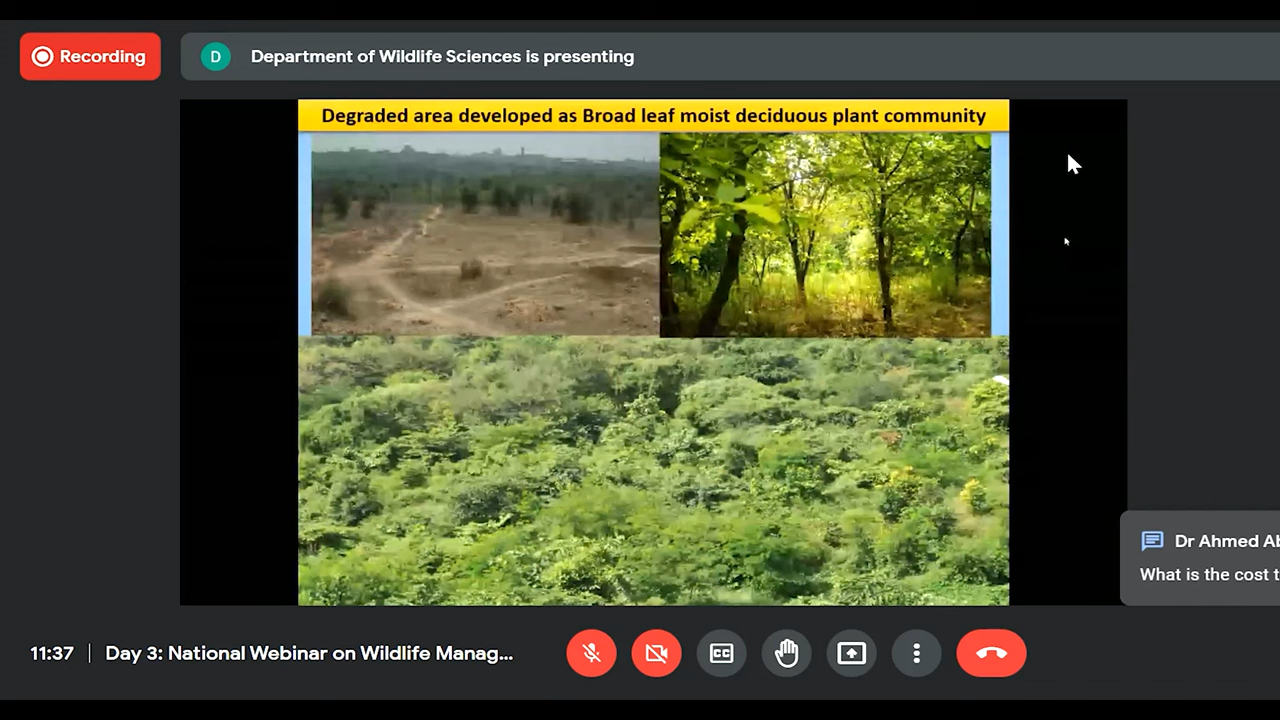 Recording
D
Department of Wildlife Sciences is presenting
Degraded area developed as Broad leaf moist deciduous plant community
Dr Ahmed Ab
What is the cost t
11:37
Day 3: National Webinar on Wildlife Manag...
CC